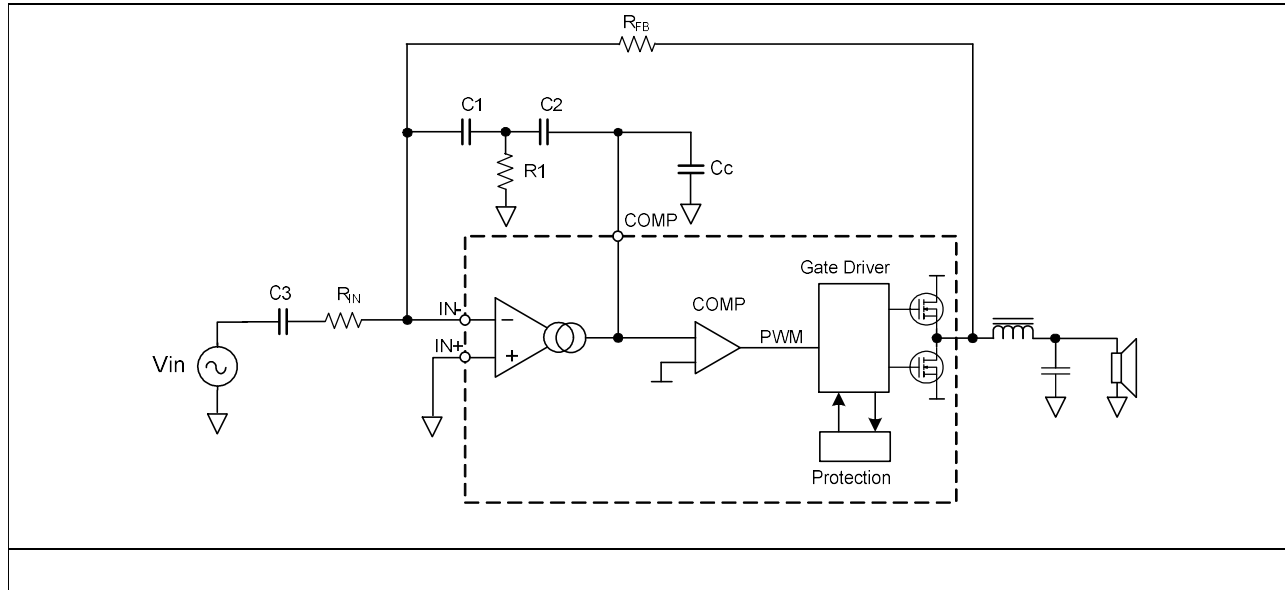 RFB
C1
C2
R1
Cc
COMP
Gate Driver
C3
RIN
IN-
IN+
COMP
PWM
Vin
Protection